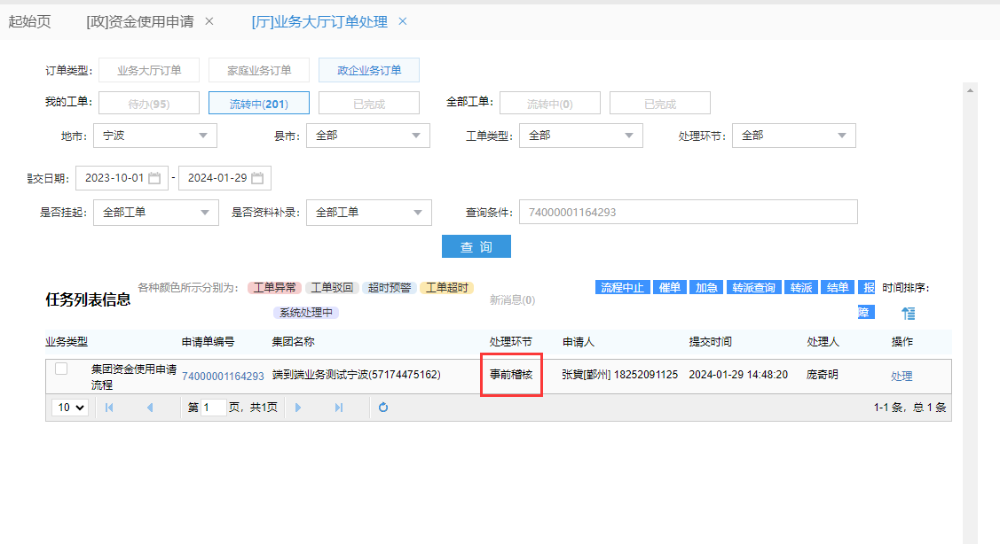 起始页 [政]资金使用申请 × [厅]业务大厅订单处理 ×
订单类型: 业务大厅订单 家庭业务订单 政企业务订单
我的工单: 待办(95) 流转中(201) 已完成 全部工单: 流转中(0) 已完成
地市: 宁波 县市: 全部 工单类型: 全部 处理环节: 全部
提交日期: 2023-10-01 - 2024-01-29
是否挂起: 全部工单 是否资料补录: 全部工单 查询条件: 74000001164293
查 询
任务列表信息 各种颜色所示分别为: 工单异常 工单驳回 超时预警 工单超时 新消息(0) 流程中止 催单 加急 转派查询 转派 结单 报 时间排序:
系统处理中 障
业务类型 申请单编号 集团名称 处理环节 申请人 提交时间 处理人 操作
集团资金使用申请 74000001164293 端到端业务测试宁波(57174475162) 事前稽核 张巽[鄞州] 18252091125 2024-01-29 14:48:20 庞奇明 处理
流程
10 第 1 页，共1页 1-1 条，总 1 条